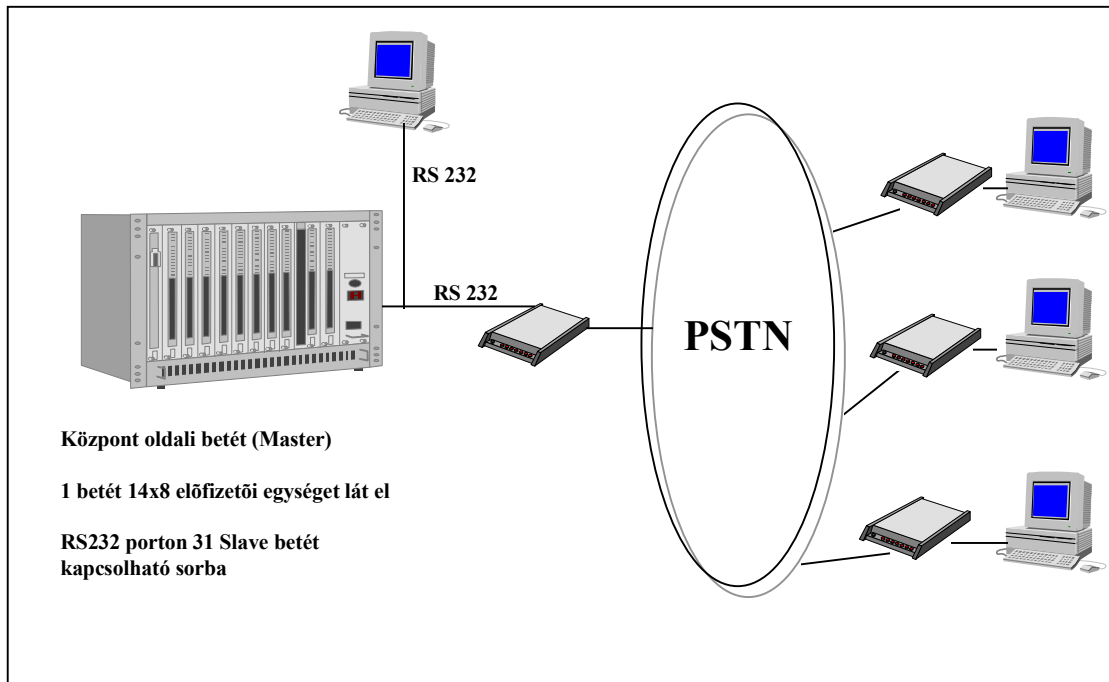 RS 232
RS 232
PSTN
Központ oldali betét (Master)
1 betét 14x8 elõfizetõi egységet lát el
RS232 porton 31 Slave betét
kapcsolható sorba